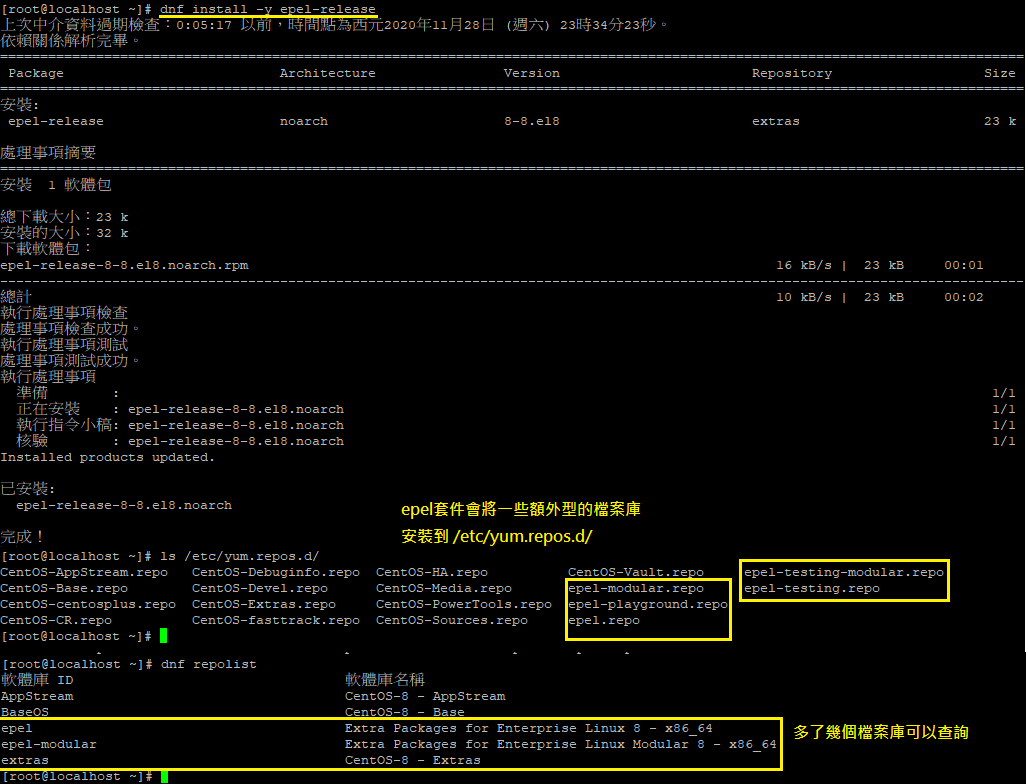 [root@localhost ~]# dnf install -y epel-release
上次中介資料過期檢查：0:05:17 以前，時間點為西元2020年11月28日 (週六) 23時34分23秒。
依賴關係解析完畢。
Package Architecture Version Repository Size
安裝:
epel-release noarch 8-8.el8 extras 23 k
處理事項摘要
安裝 1 軟體包
總下載大小：23 k
安裝的大小：32 k
下載軟體包：
epel-release-8-8.el8.noarch.rpm 16 kB/s | 23 kB 00:01
總計 10 kB/s | 23 kB 00:02
執行處理事項檢查
處理事項檢查成功。
執行處理事項測試
處理事項測試成功。
執行處理事項
準備 : 1/1
正在安裝 : epel-release-8-8.el8.noarch 1/1
執行指令小稿: epel-release-8-8.el8.noarch 1/1
核驗 : epel-release-8-8.el8.noarch 1/1
Installed products updated.
已安裝:
epel-release-8-8.el8.noarch
epel套件會將一些額外型的檔案庫
安裝到 /etc/yum.repos.d/
完成！
[root@localhost ~]# ls /etc/yum.repos.d/
CentOS-AppStream.repo CentOS-Debuginfo.repo CentOS-HA.repo CentOS-Vault.repo epel-testing-modular.repo
CentOS-Base.repo CentOS-Devel.repo CentOS-Media.repo epel-modular.repo epel-testing.repo
CentOS-centosplus.repo CentOS-Extras.repo CentOS-PowerTools.repo epel-playground.repo
CentOS-CR.repo CentOS-fasttrack.repo CentOS-Sources.repo epel.repo
[root@localhost ~]#
[root@localhost ~]# dnf repolist
軟體庫 ID 軟體庫名稱
AppStream CentOS-8 - AppStream
BaseOS CentOS-8 - Base
epel Extra Packages for Enterprise Linux 8 - x86_64
epel-modular Extra Packages for Enterprise Linux Modular 8 - x86_64
extras CentOS-8 - Extras
多了幾個檔案庫可以查詢
[root@localhost ~]#